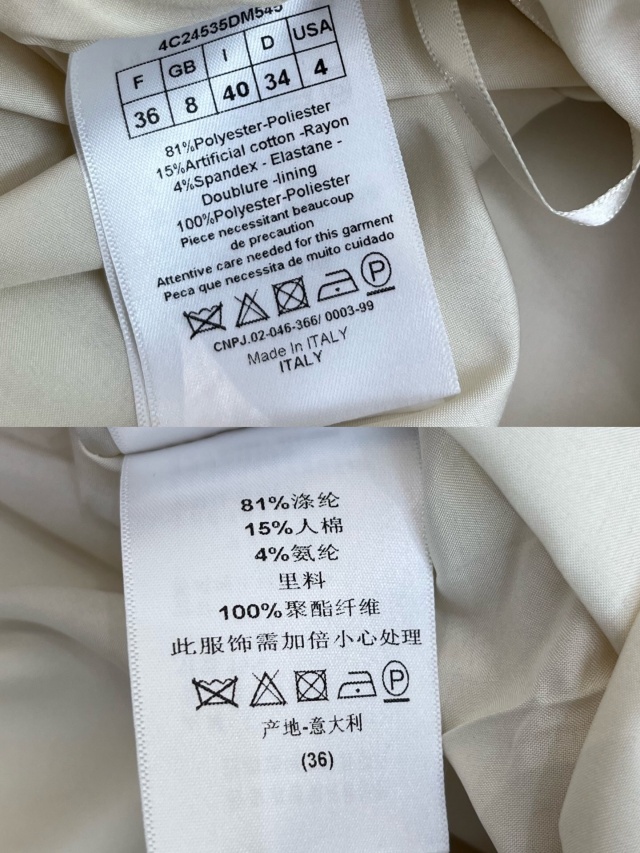 4C24535DM545
F GB I D USA
36 8 40 34 4
81%Polyester-Poliester
15%Artificial cotton -Rayon
4%Spandex - Elastane -
Doublure -lining
100%Polyester-Poliester
Piece necessitant beaucoup
de precaution
Attentive care needed for this garment
Peca que necessita de muito cuidado
P
CNPJ.02-046-366/ 0003-99
Made In ITALY
ITALY
81%涤纶
15%人棉
4%氨纶
里料
100%聚酯纤维
此服饰需加倍小心处理
P
产地-意大利
(36)